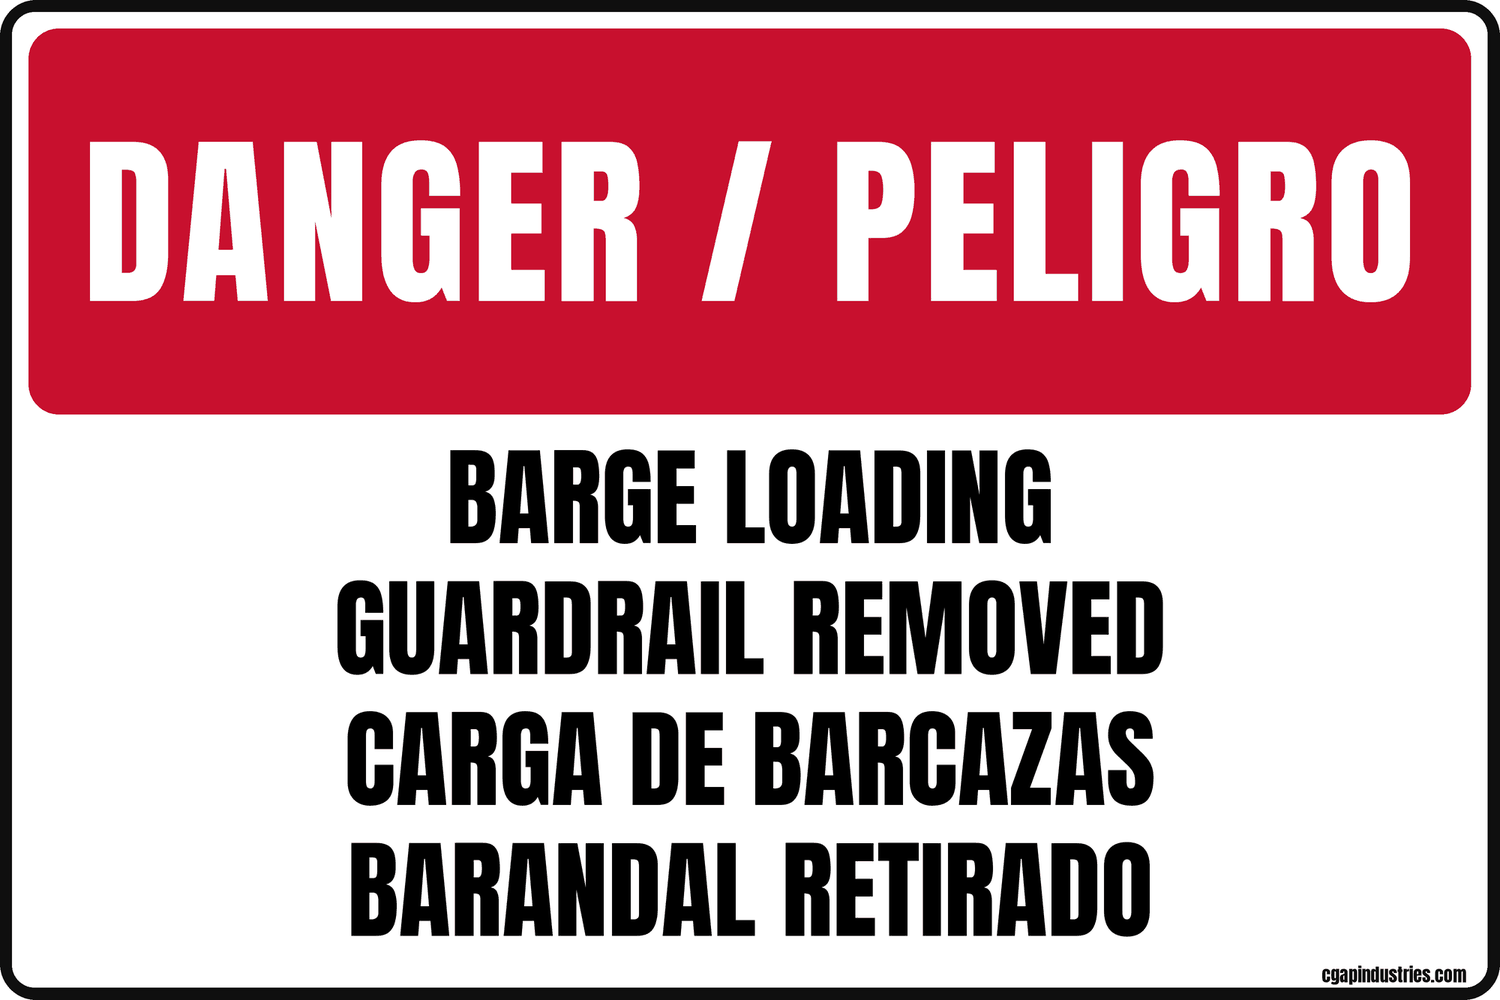 DANGER / PELIGRO
BARGE LOADING
GUARDRAIL REMOVED
CARGA DE BARCAZAS
BARANDAL RETIRADO
cgapindustries.com